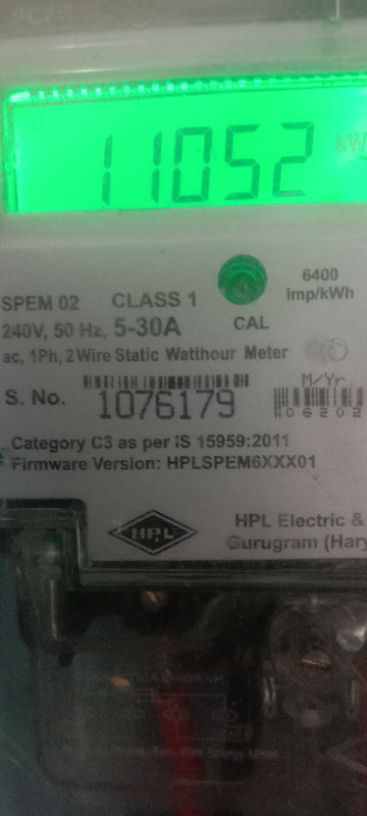 11052 kW
6400
imp/kWh
SPEM 02 CLASS 1
240V, 50 Hz, 5-30A CAL
ac, 1Ph, 2 Wire Static Watthour Meter
M/Yr
S. No. 1076179
Category C3 as per IS 15959:2011
Firmware Version: HPLSPEM6XXX01
HPL
HPL Electric &
Gurugram (Hary